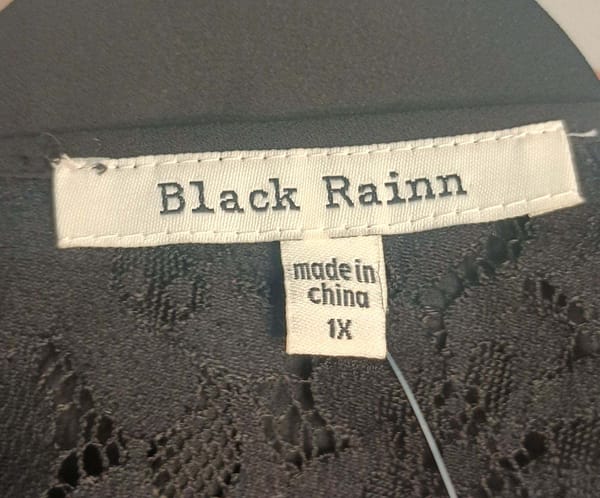 Black Rainn
made in
china
1X